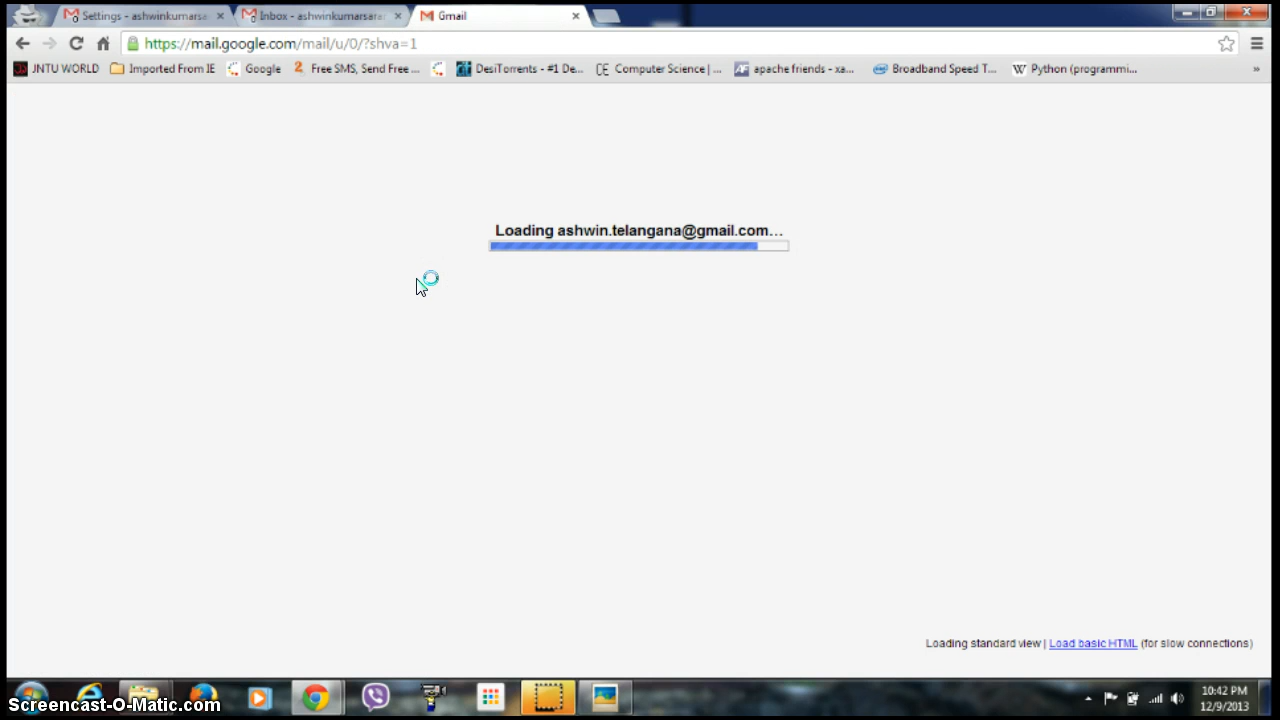 Settings - ashwinkumarsa
Inbox - ashwinkumarsarar
Gmail
https://mail.google.com/mail/u/0/?shva=1
JNTU WORLD
Imported From IE
Google
Free SMS, Send Free ...
DesiTorrents - #1 De...
Computer Science | ...
apache friends - xa...
Broadband Speed T...
Python (programmi...
»
Loading ashwin.telangana@gmail.com...
Loading standard view | Load basic HTML (for slow connections)
10:42 PM
12/9/2013
Screencast-O-Matic.com